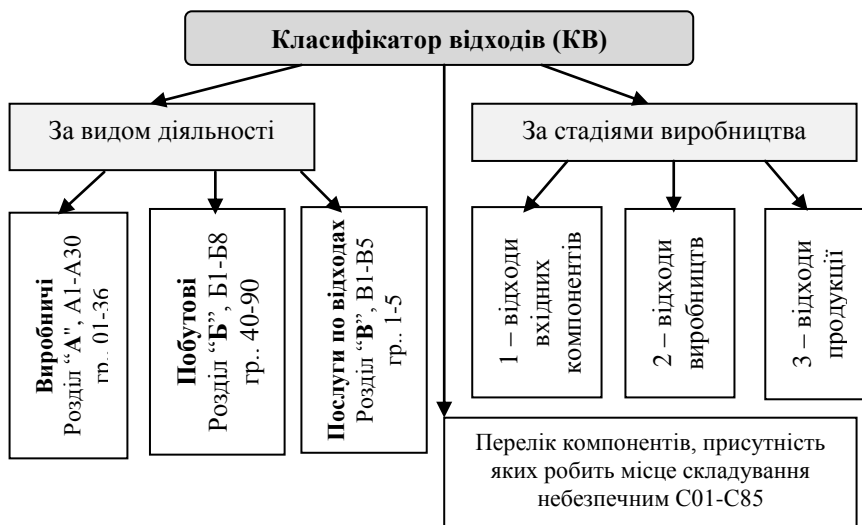 Класифікатор відходів (КВ)
За видом діяльності
За стадіями виробництва
Виробничі
Розділ “А", А1-А30
гр.. 01-36
Побутові
Розділ “Б”, Б1-Б8
гр.. 40-90
Послуги по відходах
Розділ “В”, В1-В5
гр.. 1-5
1 – відходи
вхідних
компонентів
2 – відходи
виробництв
3 – відходи
продукції
Перелік компонентів, присутність
яких робить місце складування
небезпечним С01-С85